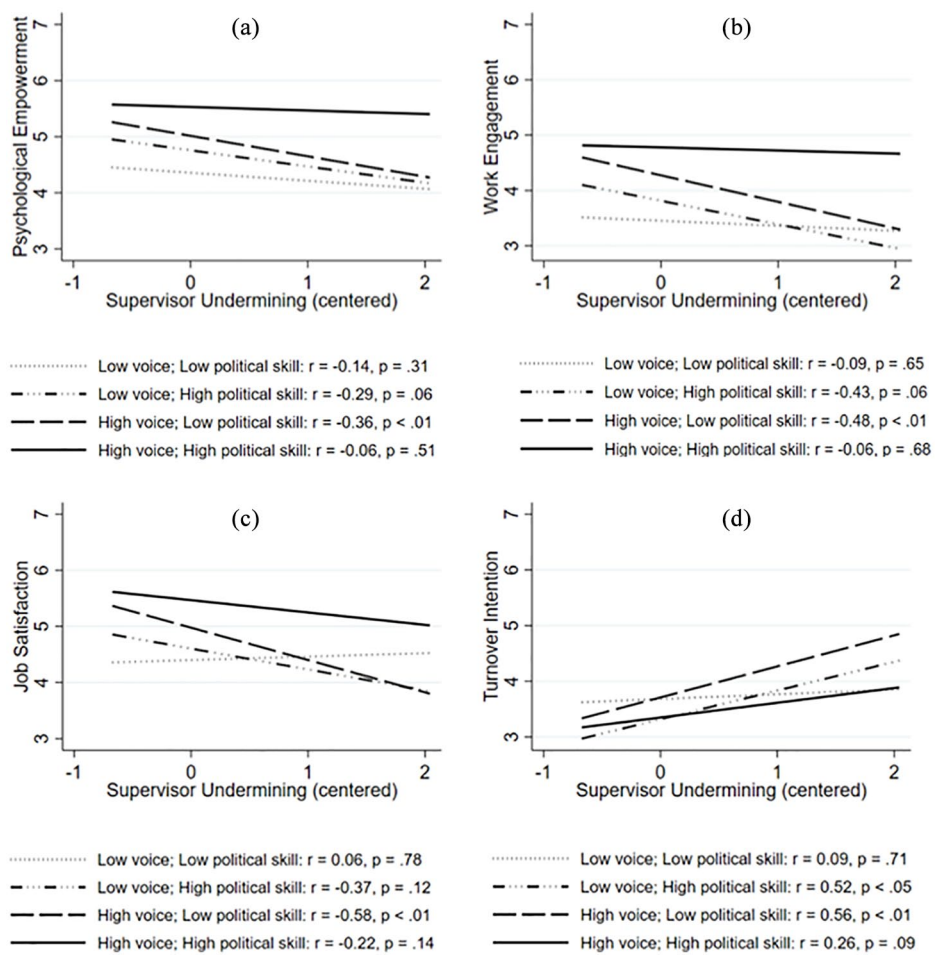 (a)
Psychological Empowerment
7
6
5
4
3
-1 0 1 2
Supervisor Undermining (centered)
Low voice; Low political skill: r = -0.14, p = .31
Low voice; High political skill: r = -0.29, p = .06
High voice; Low political skill: r = -0.36, p < .01
High voice; High political skill: r = -0.06, p = .51
(b)
Work Engagement
7
6
5
4
3
-1 0 1 2
Supervisor Undermining (centered)
Low voice; Low political skill: r = -0.09, p = .65
Low voice; High political skill: r = -0.43, p = .06
High voice; Low political skill: r = -0.48, p < .01
High voice; High political skill: r = -0.06, p = .68
(c)
Job Satisfaction
7
6
5
4
3
-1 0 1 2
Supervisor Undermining (centered)
Low voice; Low political skill: r = 0.06, p = .78
Low voice; High political skill: r = -0.37, p = .12
High voice; Low political skill: r = -0.58, p < .01
High voice; High political skill: r = -0.22, p = .14
(d)
Turnover Intention
7
6
5
4
3
-1 0 1 2
Supervisor Undermining (centered)
Low voice; Low political skill: r = 0.09, p = .71
Low voice; High political skill: r = 0.52, p < .05
High voice; Low political skill: r = 0.56, p < .01
High voice; High political skill: r = 0.26, p = .09